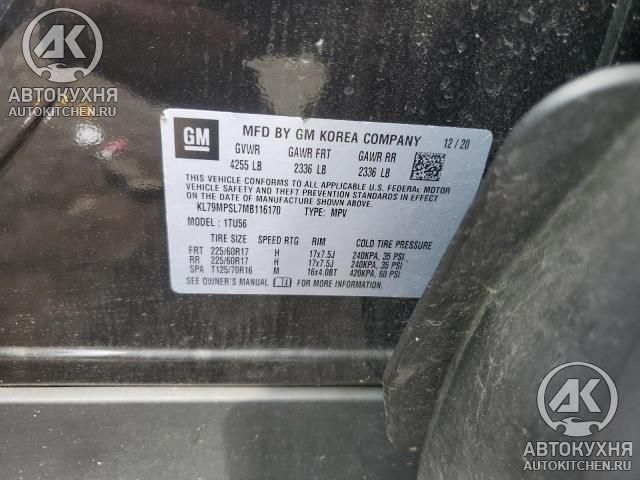 AK
АВТОКУХНЯ
AUTOKITCHEN.RU
GM
MFD BY GM KOREA COMPANY 12/20
GVWR GAWR FRT GAWR RR
4255 LB 2336 LB 2336 LB
THIS VEHICLE CONFORMS TO ALL APPLICABLE U.S. FEDERAL MOTOR
VEHICLE SAFETY AND THEFT PREVENTION STANDARDS IN EFFECT
ON THE DATE OF MANUFACTURE SHOWN ABOVE.
KL79MPSL7MB116170 TYPE: MPV
MODEL: 1TU56
TIRE SIZE SPEED RTG RIM COLD TIRE PRESSURE
FRT 225/60R17 H 17x7.5J 240KPA, 35 PSI
RR 225/60R17 H 17x7.5J 240KPA, 35 PSI
SPA T125/70R16 M 16x4.0BT 420KPA, 60 PSI
SEE OWNER'S MANUAL i FOR MORE INFORMATION.
AK
АВТОКУХНЯ
AUTOKITCHEN.RU